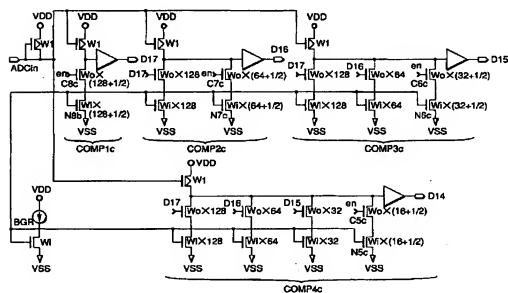 VDD VDD VDD
ADCin W1 W1 W1 W1
D17 D16 D15
en Wo× (128+1/2) D17 Wo×128 en Wo×(64+1/2) D17 Wo×128 D16 Wo×64 en Wo×(32+1/2)
C8c C7c C6c
Wi× (128+1/2) Wi×128 Wi×(64+1/2) Wi×128 Wi×64 Wi×(32+1/2)
N8b N7c N6c
VSS VSS VSS VSS VSS VSS
COMP1c COMP2c COMP3c
VDD
W1
VDD D14
D17 Wo×128 D16 Wo×64 D15 Wo×32 en Wo×(16+1/2)
BGR C5c
Wi Wi×128 Wi×64 Wi×32 Wi×(16+1/2)
N5c
VSS VSS VSS VSS VSS
COMP4c